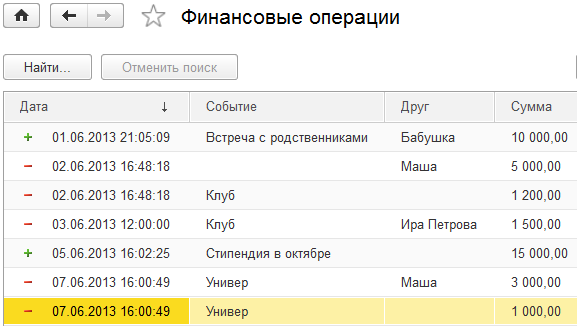 Финансовые операции
Найти... Отменить поиск
Дата ↓ Событие Друг Сумма
+ 01.06.2013 21:05:09 Встреча с родственниками Бабушка 10 000,00
− 02.06.2013 16:48:18 Маша 5 000,00
− 02.06.2013 16:48:18 Клуб 1 200,00
− 03.06.2013 12:00:00 Клуб Ира Петрова 1 500,00
+ 05.06.2013 16:02:25 Стипендия в октябре 15 000,00
− 07.06.2013 16:00:49 Универ Маша 3 000,00
− 07.06.2013 16:00:49 Универ 1 000,00